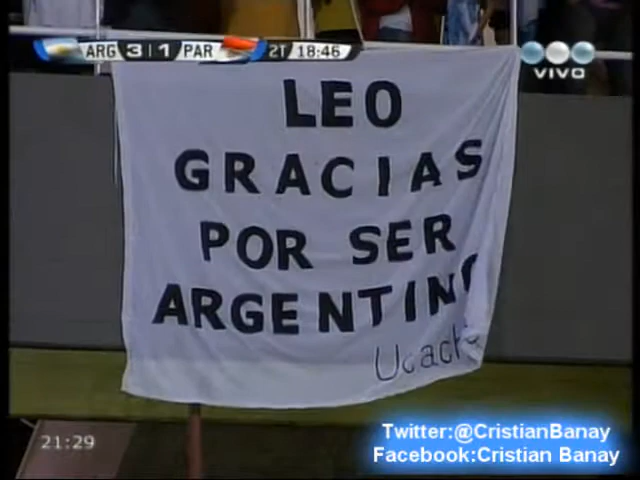 ARG 3 1 PAR 2T 18:46
VIVO
LEO
GRACIAS
POR SER
ARGENTINO
21:29
Twitter:@CristianBanay
Facebook:Cristian Banay